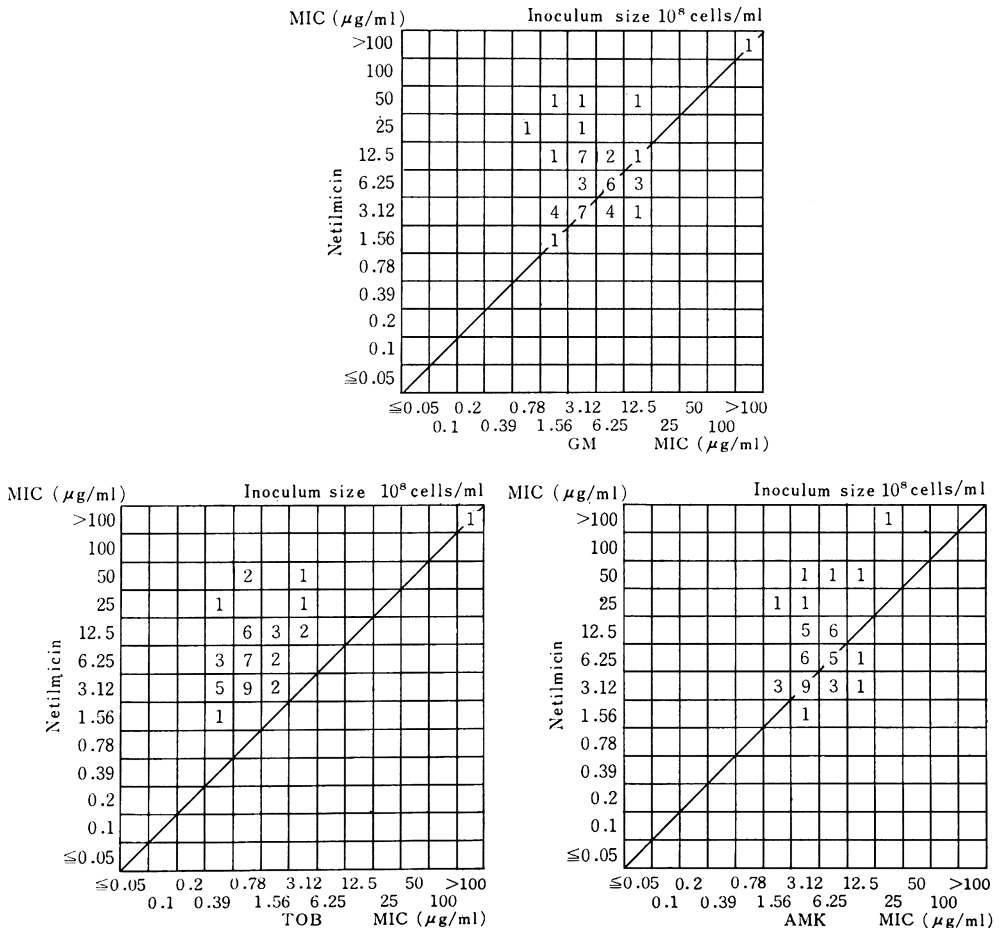 MIC (μg/ml) Inoculum size 10⁸ cells/ml
>100 1
100
50 1 1 1
25 1 1
12.5 1 7 2 1
6.25 3 6 3
3.12 4 7 4 1
1.56 1
0.78
0.39
0.2
0.1
≦0.05
Netilmicin
≦0.05 0.2 0.78 3.12 12.5 50 >100
0.1 0.39 1.56 6.25 25 100
GM MIC (μg/ml)
MIC (μg/ml) Inoculum size 10⁸ cells/ml
>100 1
100
50 2 1
25 1 1
12.5 6 3 2
6.25 3 7 2
3.12 5 9 2
1.56 1
0.78
0.39
0.2
0.1
≦0.05
Netilmicin
≦0.05 0.2 0.78 3.12 12.5 50 >100
0.1 0.39 1.56 6.25 25 100
TOB MIC (μg/ml)
MIC (μg/ml) Inoculum size 10⁸ cells/ml
>100 1
100
50 1 1 1
25 1 1
12.5 5 6
6.25 6 5 1
3.12 3 9 3 1
1.56 1
0.78
0.39
0.2
0.1
≦0.05
Netilmicin
≦0.05 0.2 0.78 3.12 12.5 50 >100
0.1 0.39 1.56 6.25 25 100
AMK MIC (μg/ml)